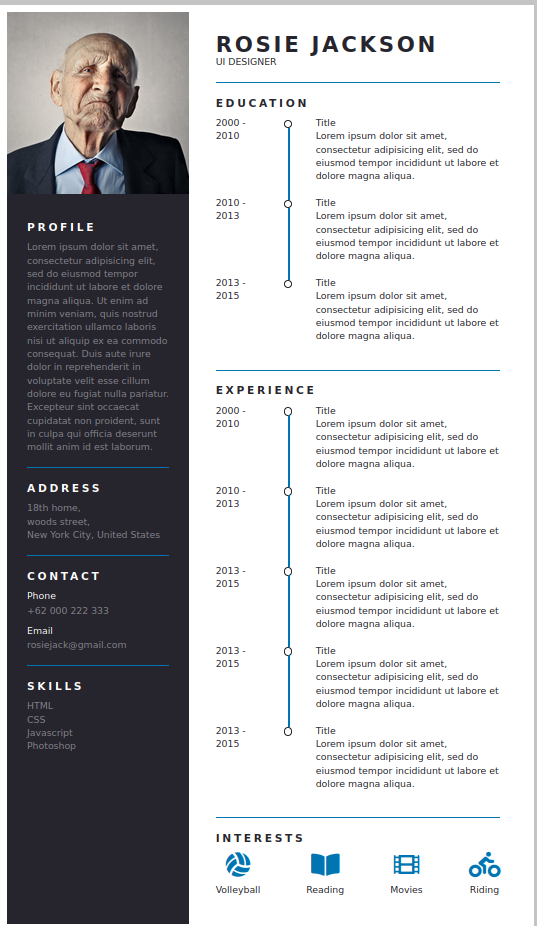 ROSIE JACKSON
UI DESIGNER
PROFILE
Lorem ipsum dolor sit amet,
consectetur adipisicing elit,
sed do eiusmod tempor
incididunt ut labore et dolore
magna aliqua. Ut enim ad
minim veniam, quis nostrud
exercitation ullamco laboris
nisi ut aliquip ex ea commodo
consequat. Duis aute irure
dolor in reprehenderit in
voluptate velit esse cillum
dolore eu fugiat nulla pariatur.
Excepteur sint occaecat
cupidatat non proident, sunt
in culpa qui officia deserunt
mollit anim id est laborum.
ADDRESS
18th home,
woods street,
New York City, United States
CONTACT
Phone
+62 000 222 333
Email
rosiejack@gmail.com
SKILLS
HTML
CSS
Javascript
Photoshop
EDUCATION
2000 -
2010
Title
Lorem ipsum dolor sit amet,
consectetur adipisicing elit, sed do
eiusmod tempor incididunt ut labore et
dolore magna aliqua.
2010 -
2013
Title
Lorem ipsum dolor sit amet,
consectetur adipisicing elit, sed do
eiusmod tempor incididunt ut labore et
dolore magna aliqua.
2013 -
2015
Title
Lorem ipsum dolor sit amet,
consectetur adipisicing elit, sed do
eiusmod tempor incididunt ut labore et
dolore magna aliqua.
EXPERIENCE
2000 -
2010
Title
Lorem ipsum dolor sit amet,
consectetur adipisicing elit, sed do
eiusmod tempor incididunt ut labore et
dolore magna aliqua.
2010 -
2013
Title
Lorem ipsum dolor sit amet,
consectetur adipisicing elit, sed do
eiusmod tempor incididunt ut labore et
dolore magna aliqua.
2013 -
2015
Title
Lorem ipsum dolor sit amet,
consectetur adipisicing elit, sed do
eiusmod tempor incididunt ut labore et
dolore magna aliqua.
2013 -
2015
Title
Lorem ipsum dolor sit amet,
consectetur adipisicing elit, sed do
eiusmod tempor incididunt ut labore et
dolore magna aliqua.
2013 -
2015
Title
Lorem ipsum dolor sit amet,
consectetur adipisicing elit, sed do
eiusmod tempor incididunt ut labore et
dolore magna aliqua.
INTERESTS
Volleyball
Reading
Movies
Riding